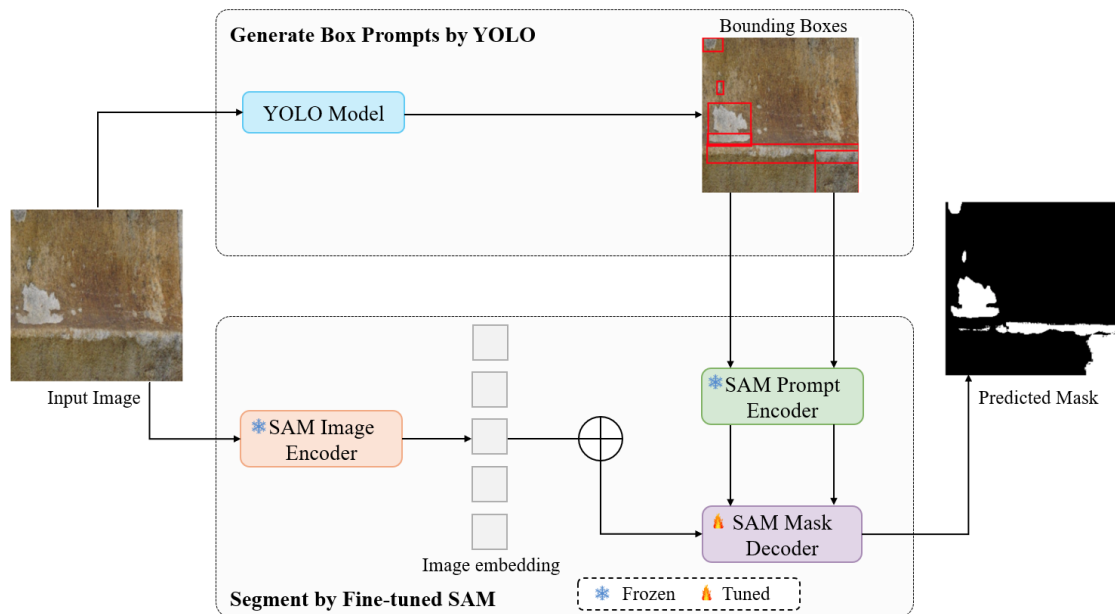 Generate Box Prompts by YOLO
Bounding Boxes
YOLO Model
Input Image
SAM Image
Encoder
Image embedding
SAM Prompt
Encoder
SAM Mask
Decoder
Predicted Mask
Segment by Fine-tuned SAM
Frozen Tuned